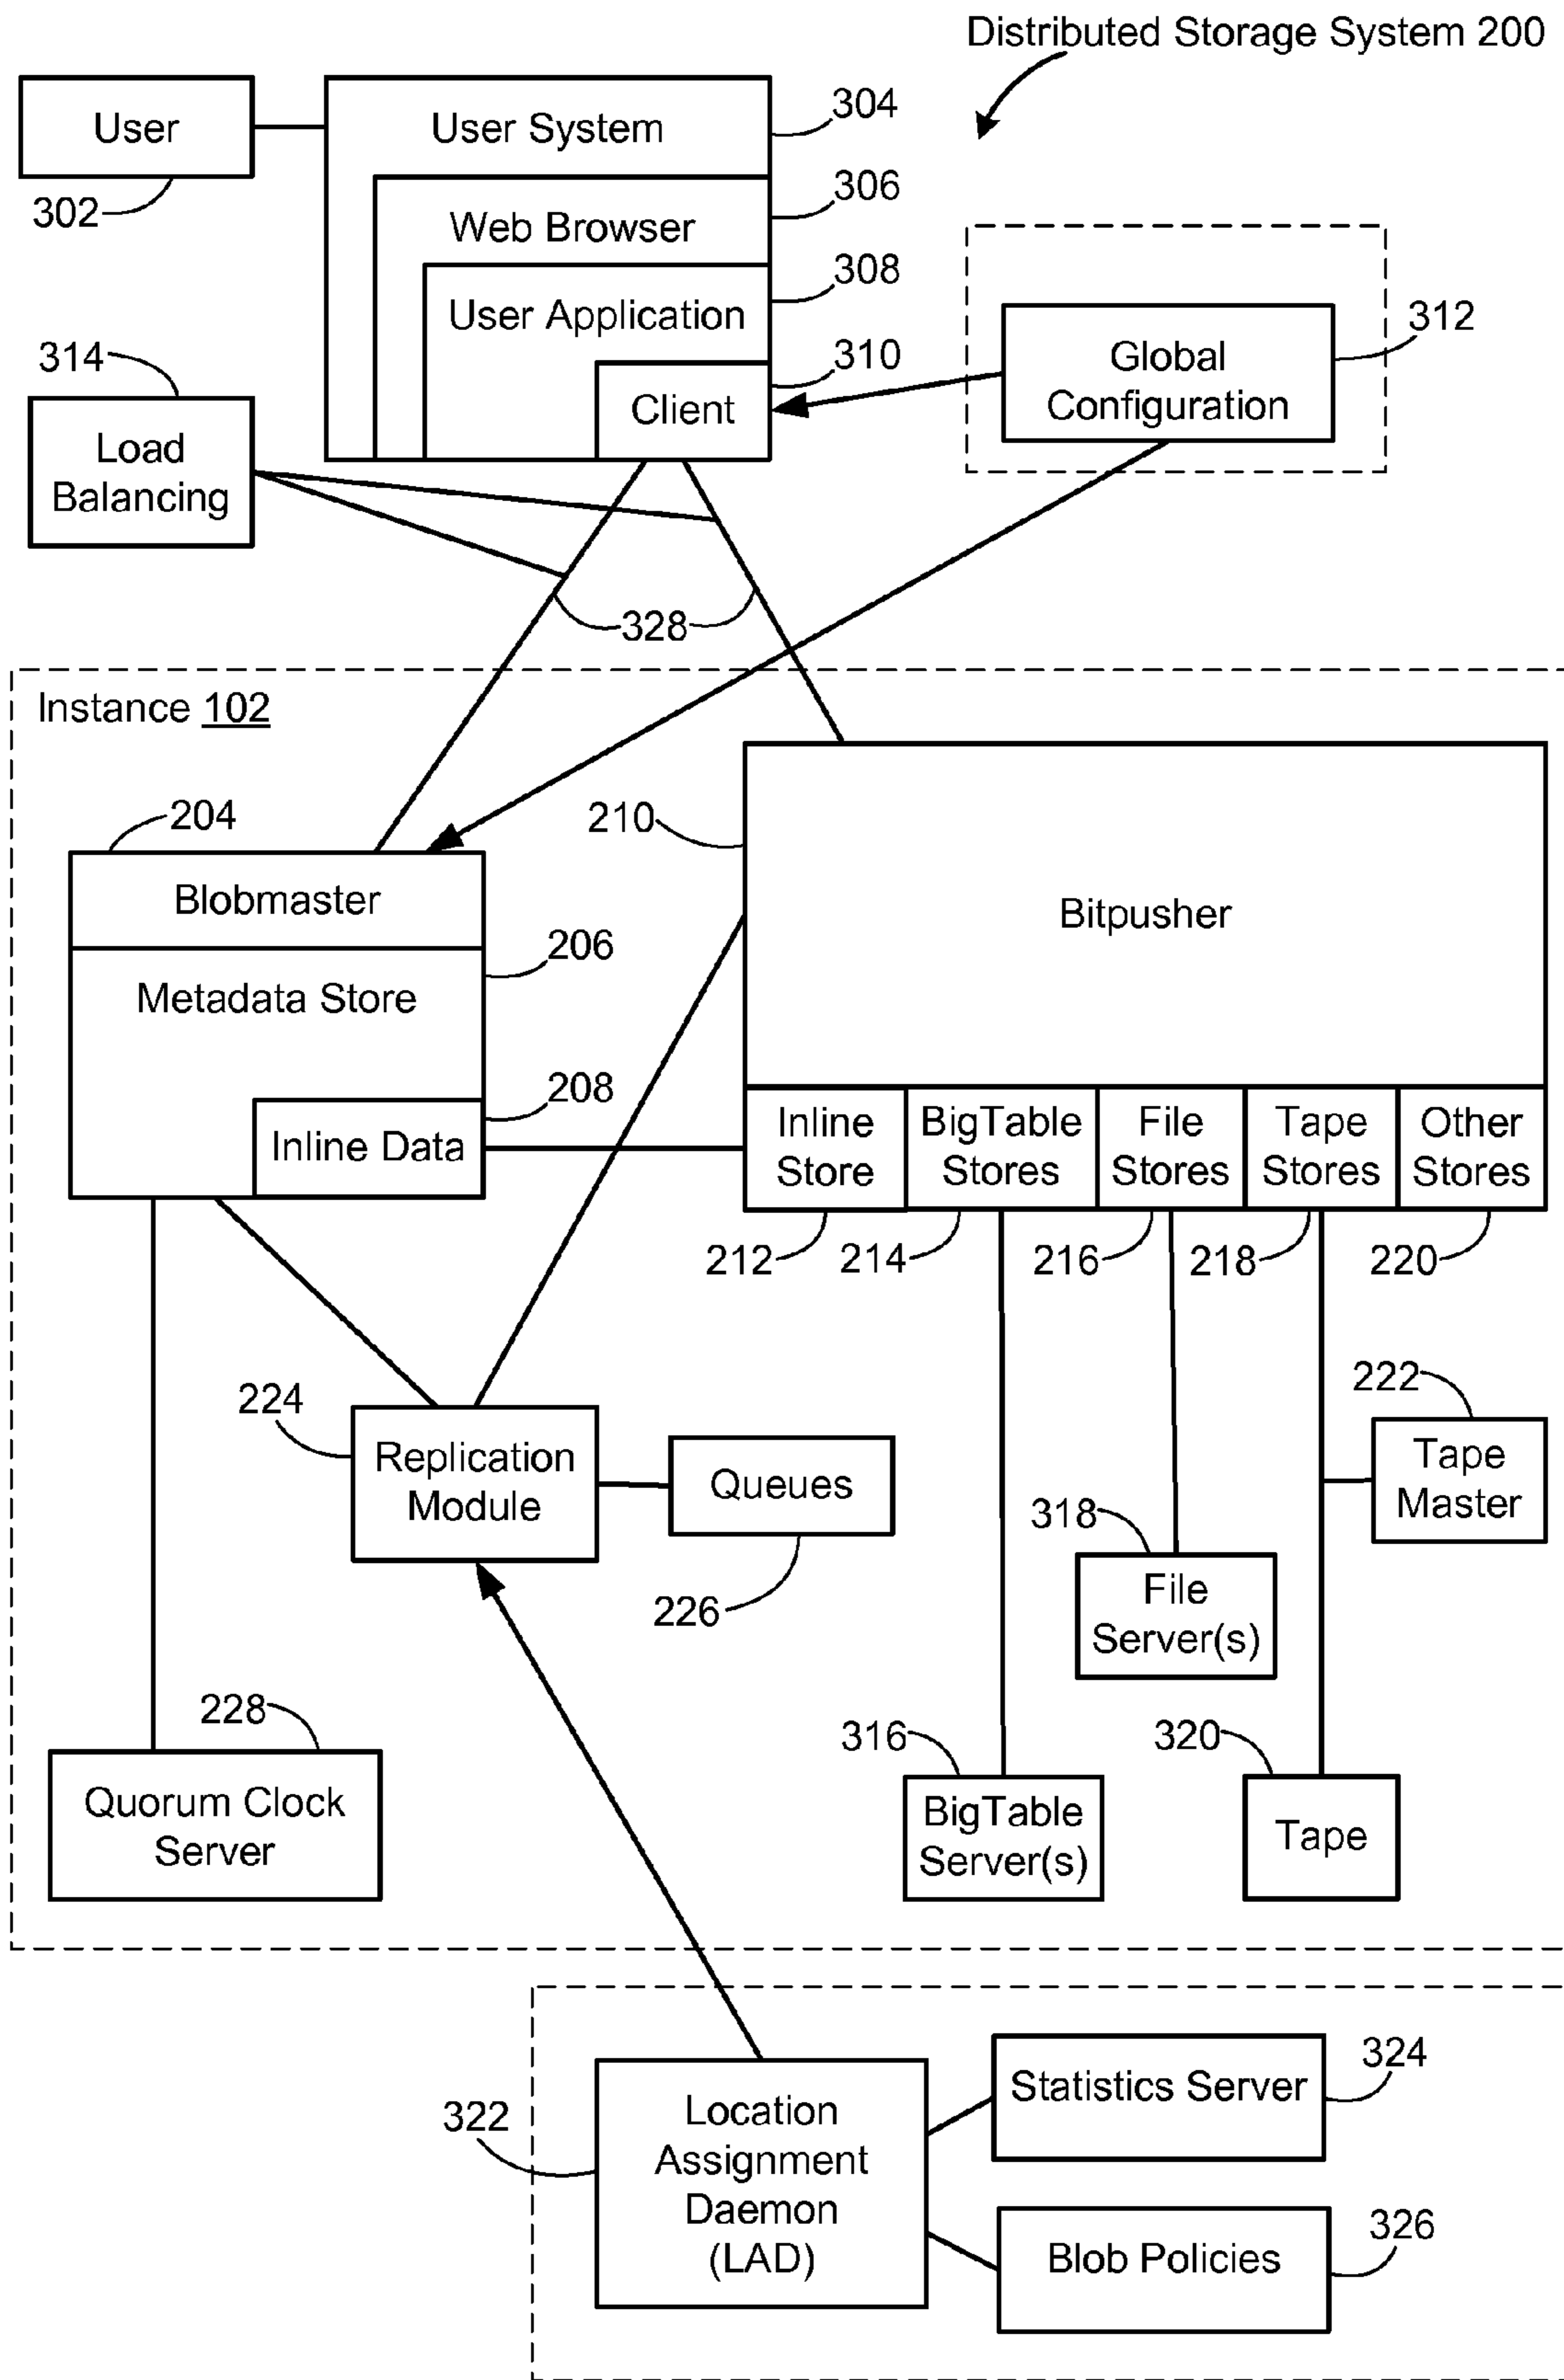 Distributed Storage System 200
User
302
User System
304
Web Browser
306
User Application
308
Client
310
Global
Configuration
312
314
Load
Balancing
328
Instance 102
204
Blobmaster
206
Metadata Store
208
Inline Data
210
Bitpusher
Inline
Store
BigTable
Stores
File
Stores
Tape
Stores
Other
Stores
212
214
216
218
220
224
Replication
Module
Queues
226
222
Tape
Master
318
File
Server(s)
228
Quorum Clock
Server
316
BigTable
Server(s)
320
Tape
322
Location
Assignment
Daemon
(LAD)
Statistics Server
324
Blob Policies
326